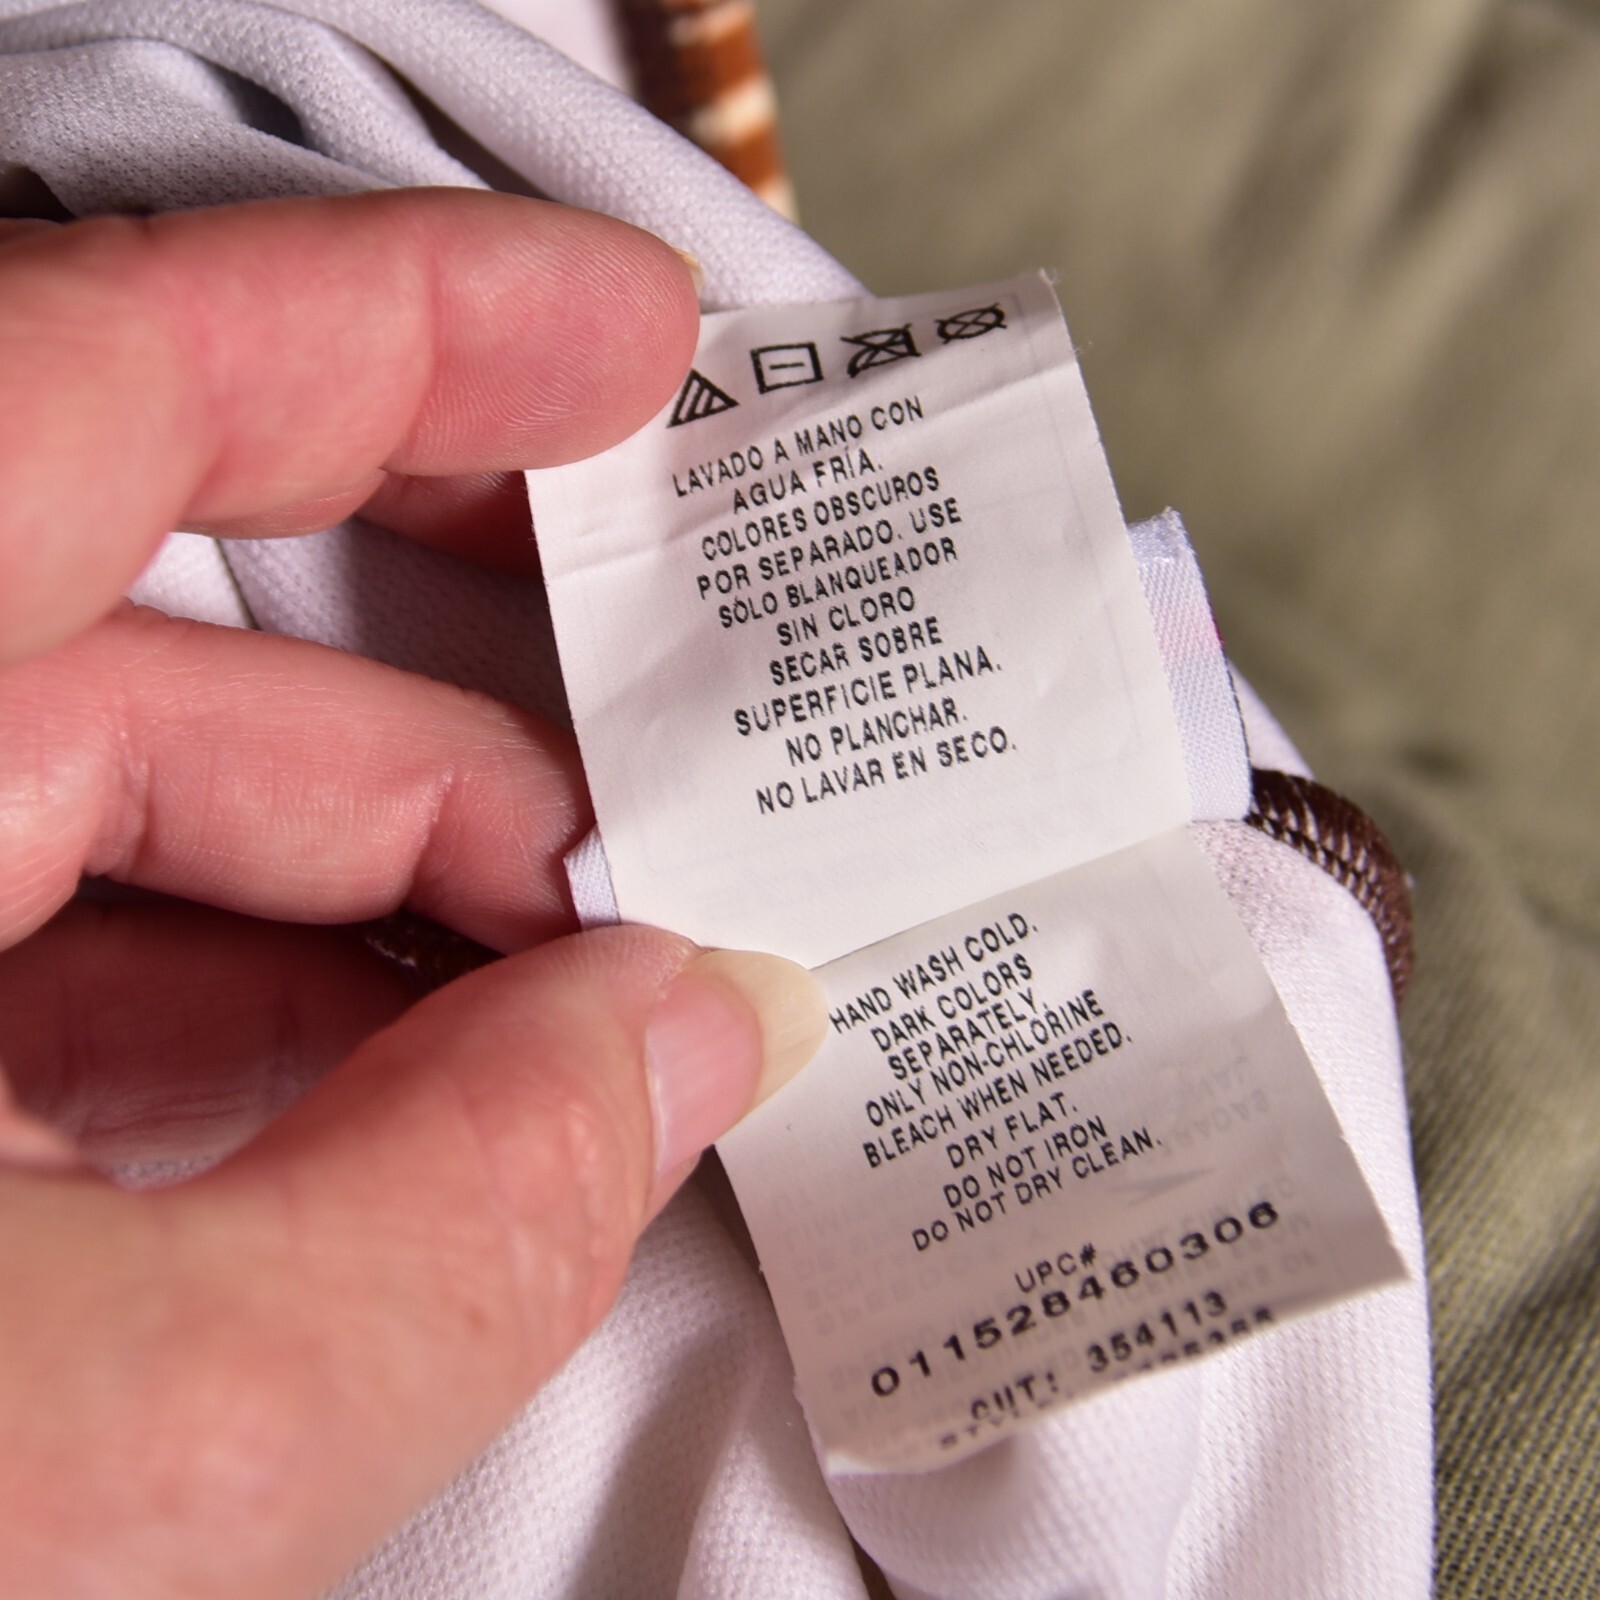 LAVADO A MANO CON
AGUA FRÍA.
COLORES OBSCUROS
POR SEPARADO. USE
SÓLO BLANQUEADOR
SIN CLORO
SECAR SOBRE
SUPERFICIE PLANA.
NO PLANCHAR.
NO LAVAR EN SECO.
HAND WASH COLD.
DARK COLORS
SEPARATELY.
ONLY NON-CHLORINE
BLEACH WHEN NEEDED.
DRY FLAT.
DO NOT IRON
DO NOT DRY CLEAN.
UPC#
011528460306
CUT: 354113